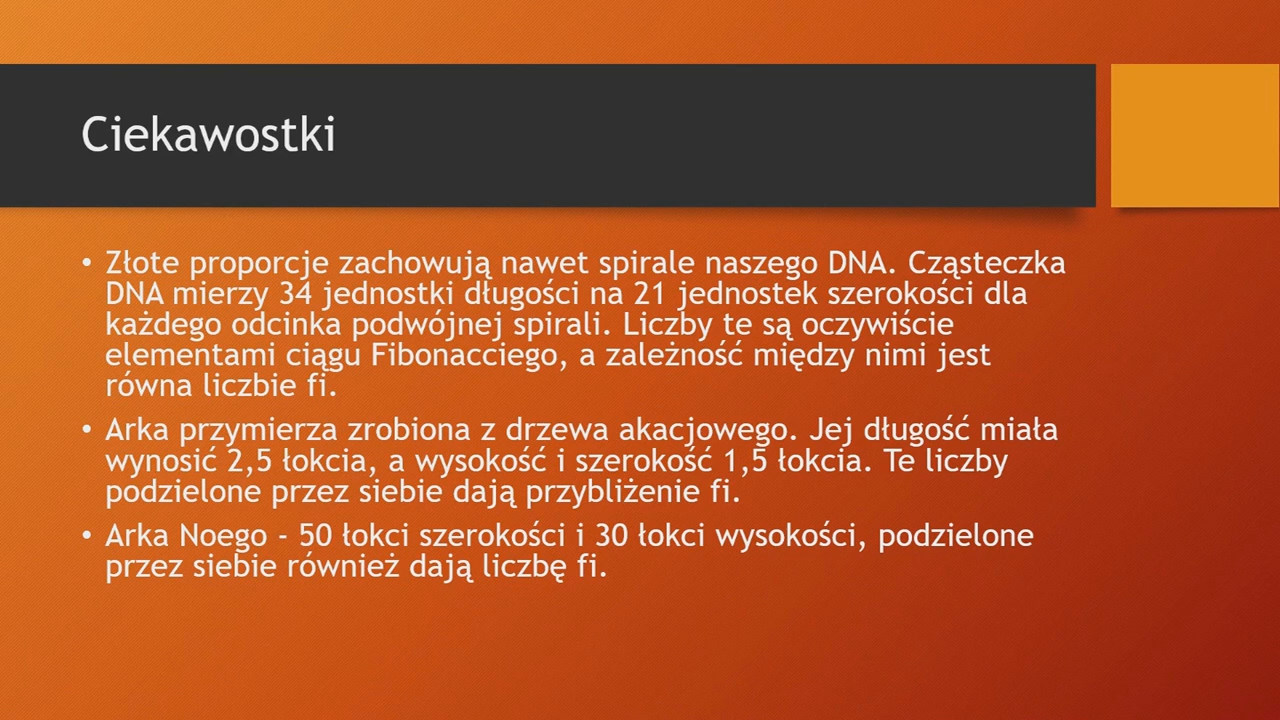 Ciekawostki
• Złote proporcje zachowują nawet spirale naszego DNA. Cząsteczka
DNA mierzy 34 jednostki długości na 21 jednostek szerokości dla
każdego odcinka podwójnej spirali. Liczby te są oczywiście
elementami ciągu Fibonacciego, a zależność między nimi jest
równa liczbie fi.
• Arka przymierza zrobiona z drzewa akacjowego. Jej długość miała
wynosić 2,5 łokcia, a wysokość i szerokość 1,5 łokcia. Te liczby
podzielone przez siebie dają przybliżenie fi.
• Arka Noego - 50 łokci szerokości i 30 łokci wysokości, podzielone
przez siebie również dają liczbę fi.